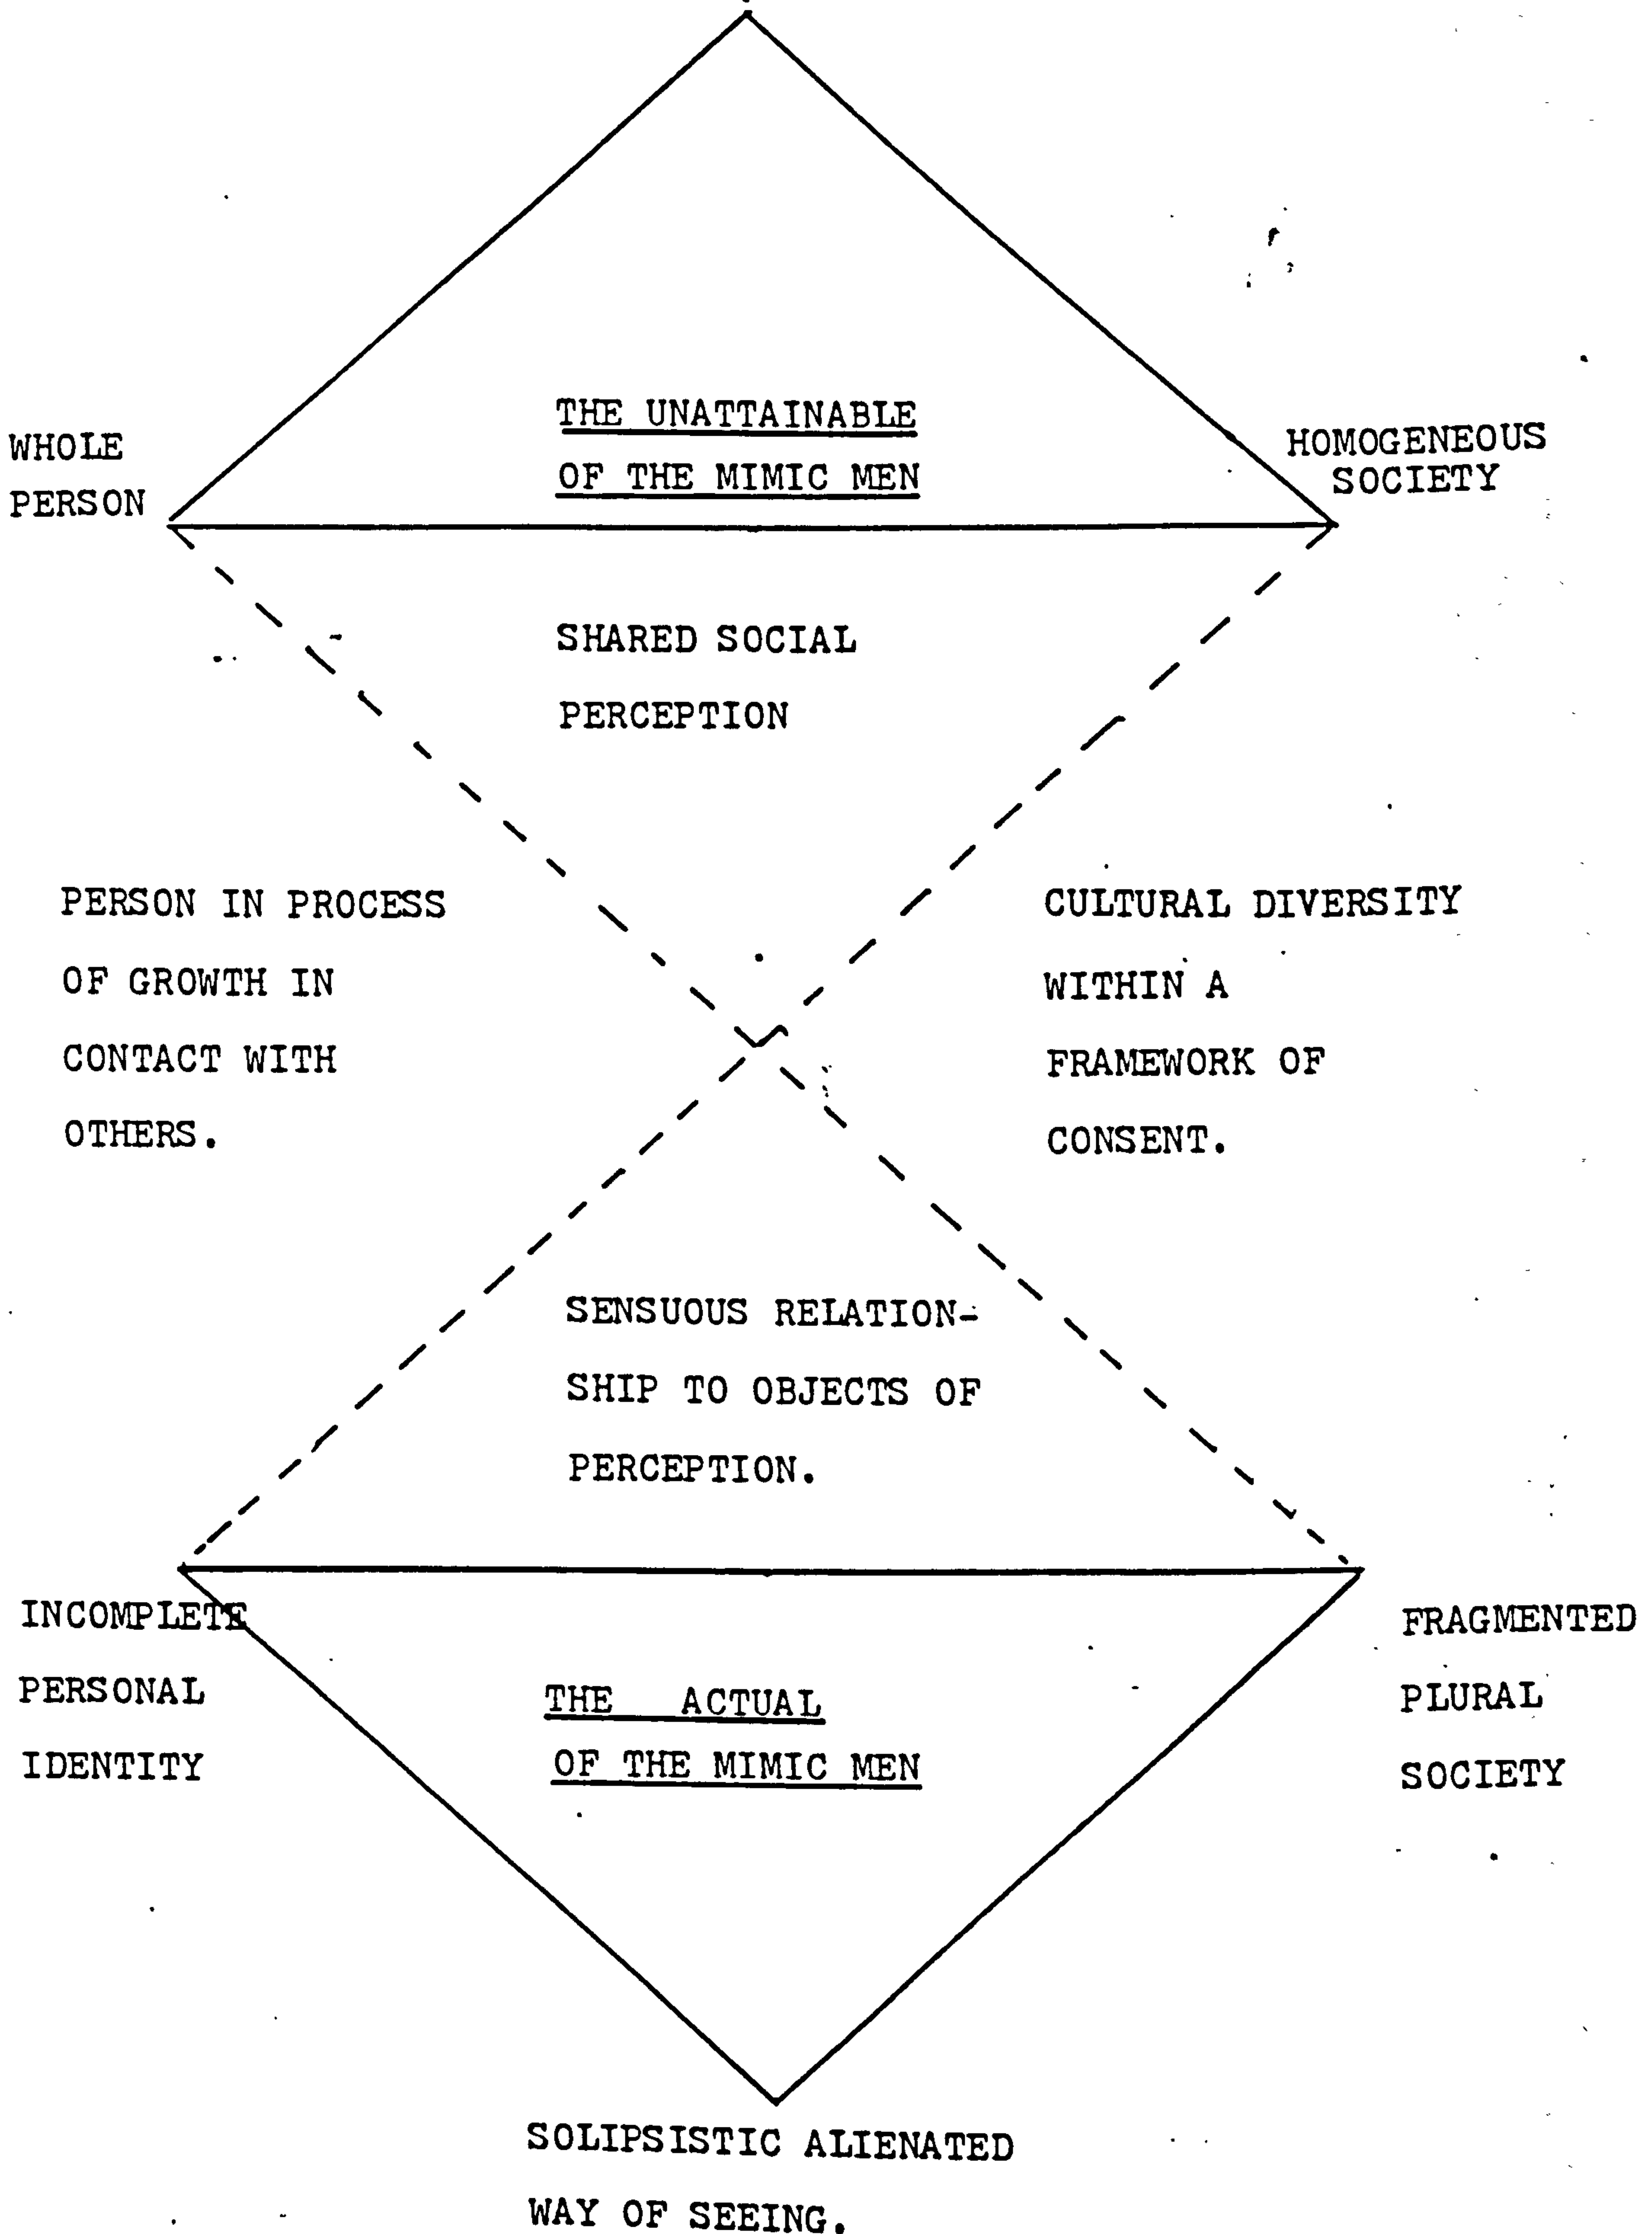 WHOLE
PERSON
THE UNATTAINABLE
OF THE MIMIC MEN
HOMOGENEOUS
SOCIETY
SHARED SOCIAL
PERCEPTION
PERSON IN PROCESS
OF GROWTH IN
CONTACT WITH
OTHERS.
CULTURAL DIVERSITY
WITHIN A
FRAMEWORK OF
CONSENT.
SENSUOUS RELATION-
SHIP TO OBJECTS OF
PERCEPTION.
INCOMPLETE
PERSONAL
IDENTITY
THE ACTUAL
OF THE MIMIC MEN
FRAGMENTED
PLURAL
SOCIETY
SOLIPSISTIC ALIENATED
WAY OF SEEING.